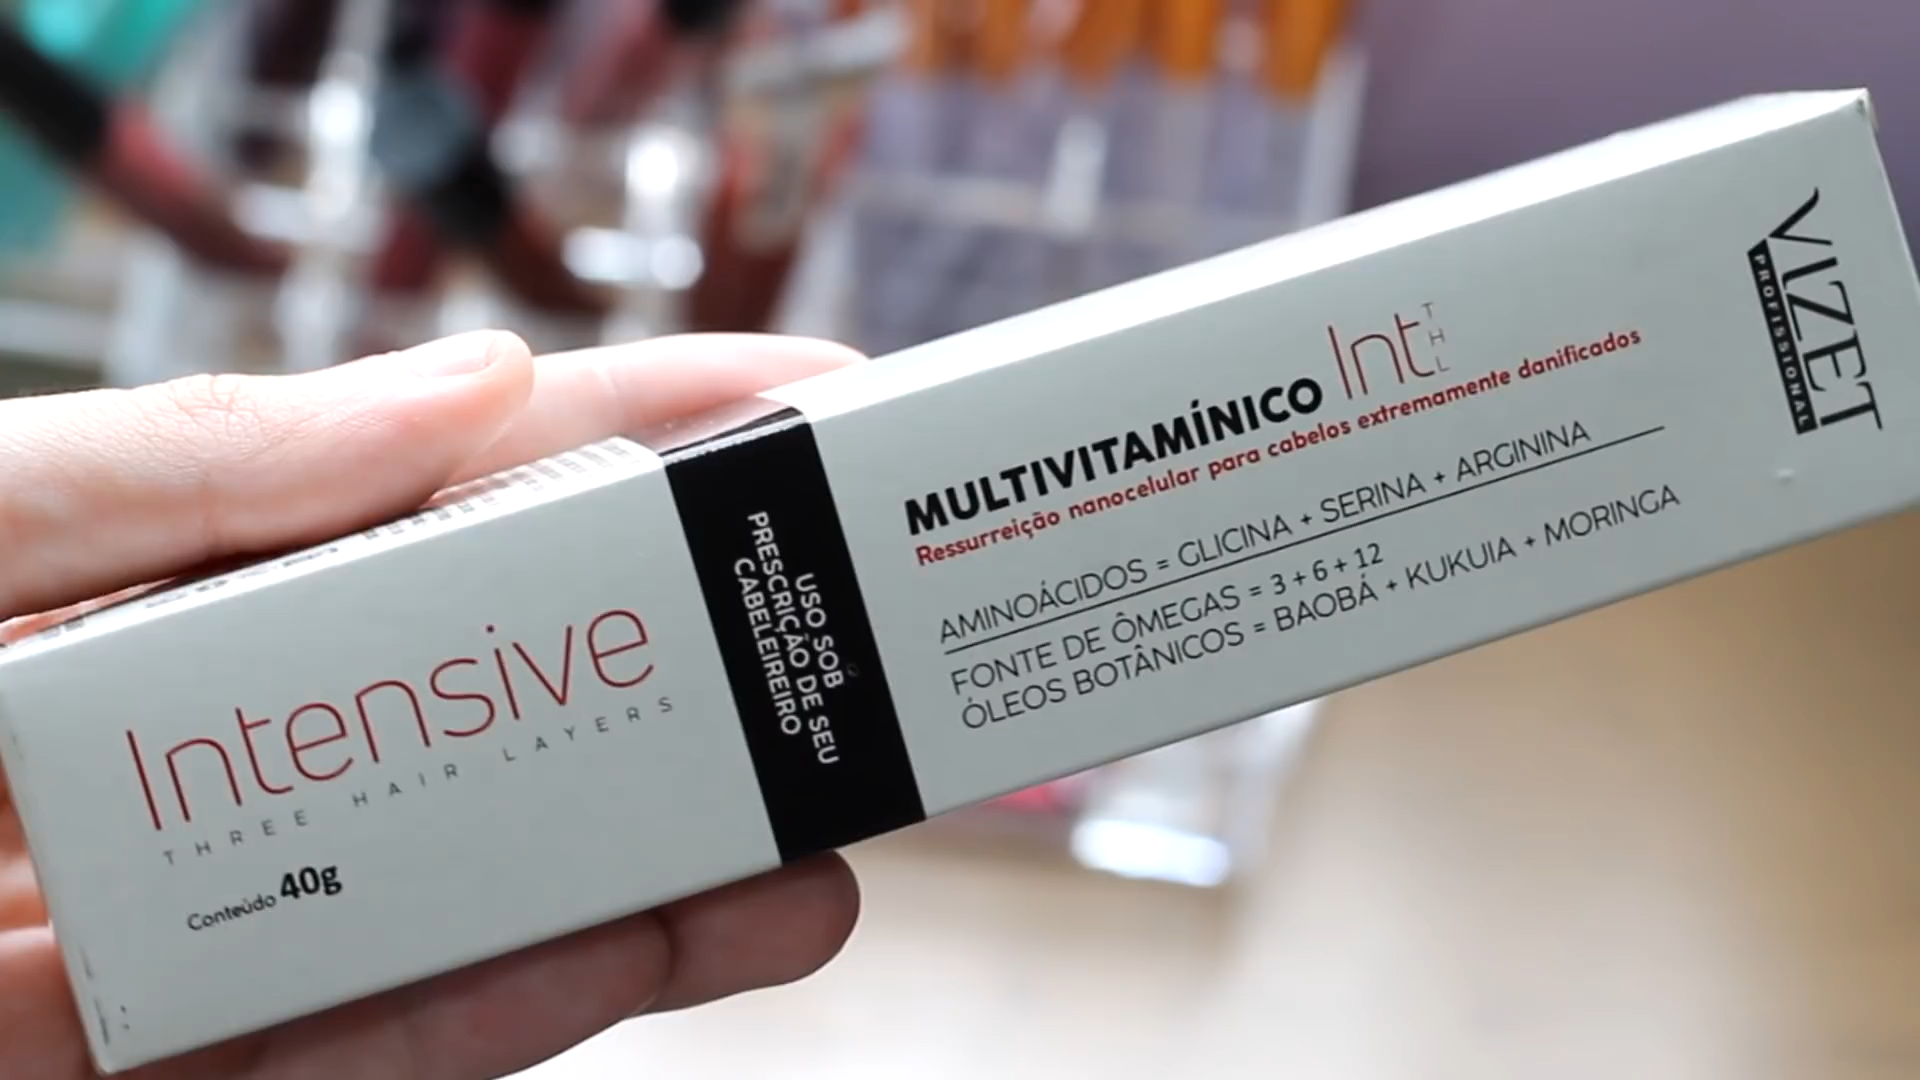 Intensive
THREE HAIR LAYERS
Conteúdo 40g
USO SOB
PRESCRIÇÃO DE SEU
CABELEIREIRO
MULTIVITAMÍNICO Int THL
Ressurreição nanocelular para cabelos extremamente danificados
AMINOÁCIDOS = GLICINA + SERINA + ARGININA
FONTE DE ÔMEGAS = 3 + 6 + 12
ÓLEOS BOTÂNICOS = BAOBÁ + KUKUIA + MORINGA
VIZET
PROFISSIONAL